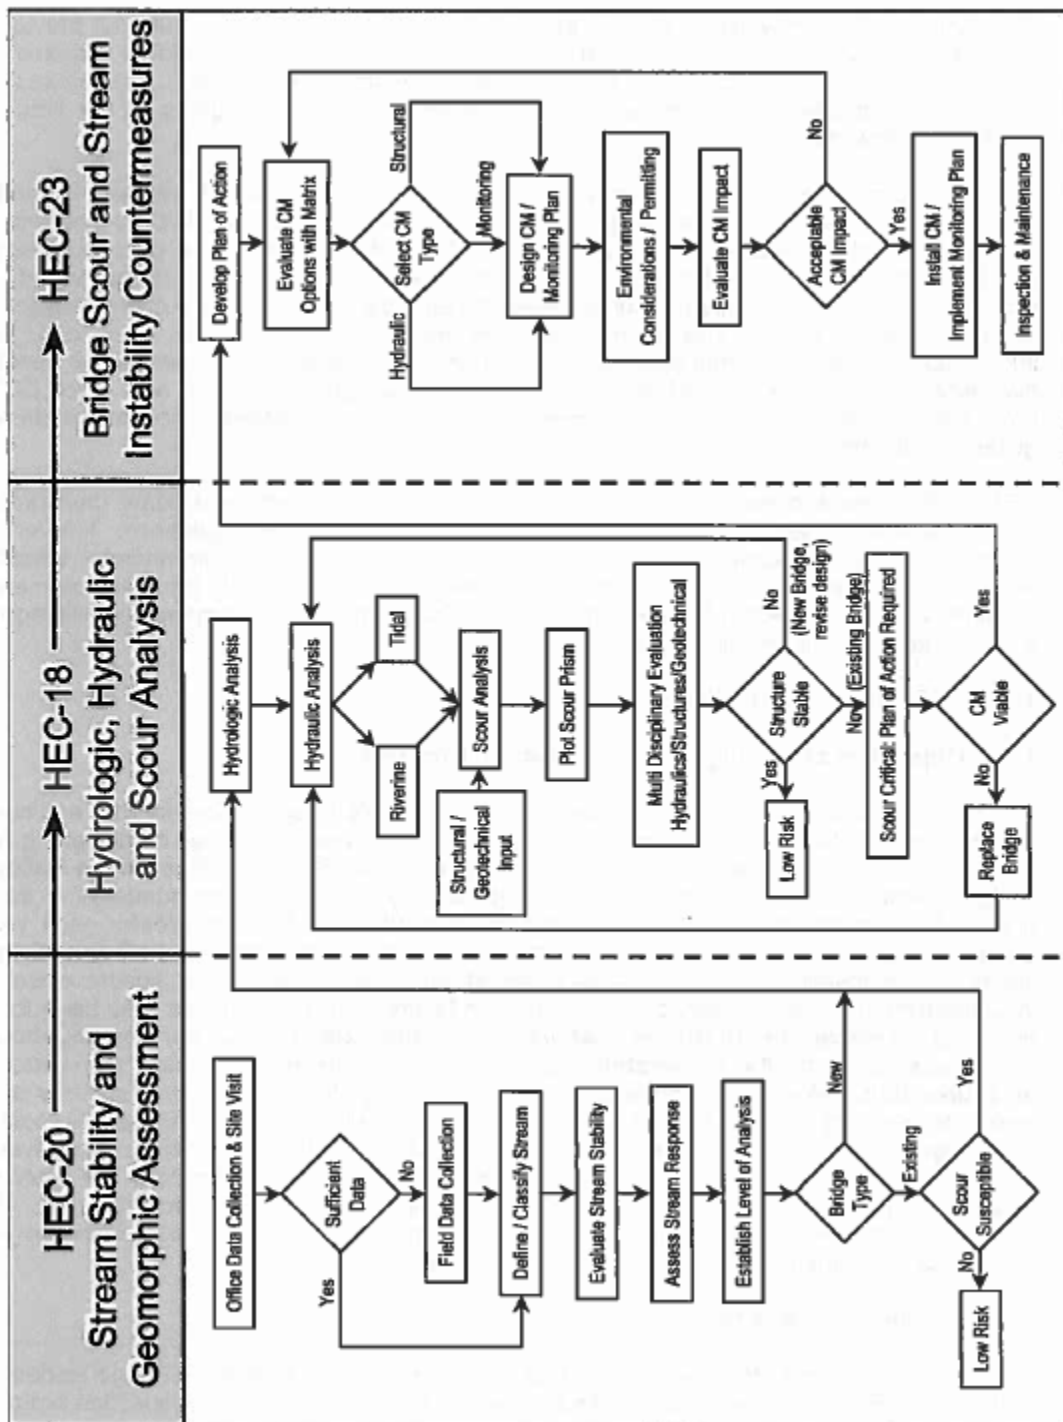 HEC-20
HEC-18
HEC-23
Stream Stability and
Geomorphic Assessment
Hydrologic, Hydraulic
and Scour Analysis
Bridge Scour and Stream
Instability Countermeasures
Office Data Collection & Site Visit
Sufficient
Data
Yes
No
Field Data Collection
Define / Classify Stream
Evaluate Stream Stability
Assess Stream Response
Establish Level of Analysis
Bridge
Type
New
Existing
Scour
Susceptible
Yes
No
Low Risk
Hydrologic Analysis
Hydraulic Analysis
Riverine
Tidal
Structural /
Geotechnical
Input
Scour Analysis
Plot Scour Prism
Multi Disciplinary Evaluation
Hydraulics/Structures/Geotechnical
Structure
Stable
Yes
Low Risk
No
(New Bridge,
revise design)
No (Existing Bridge)
Scour Critical: Plan of Action Required
CM
Viable
No
Yes
Replace
Bridge
Develop Plan of Action
Evaluate CM
Options with Matrix
Select CM
Type
Hydraulic
Structural
Monitoring
Design CM /
Monitoring Plan
Environmental
Considerations / Permitting
Evaluate CM Impact
Acceptable
CM Impact
No
Yes
Install CM /
Implement Monitoring Plan
Inspection & Maintenance